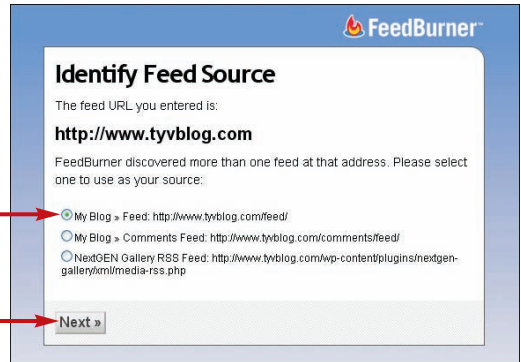 FeedBurner™
Identify Feed Source
The feed URL you entered is:
http://www.tyvblog.com
FeedBurner discovered more than one feed at that address. Please select
one to use as your source:
My Blog » Feed: http://www.tyvblog.com/feed/
My Blog » Comments Feed: http://www.tyvblog.com/comments/feed/
NextGEN Gallery RSS Feed: http://www.tyvblog.com/wp-content/plugins/nextgen-
gallery/xml/media-rss.php
Next »